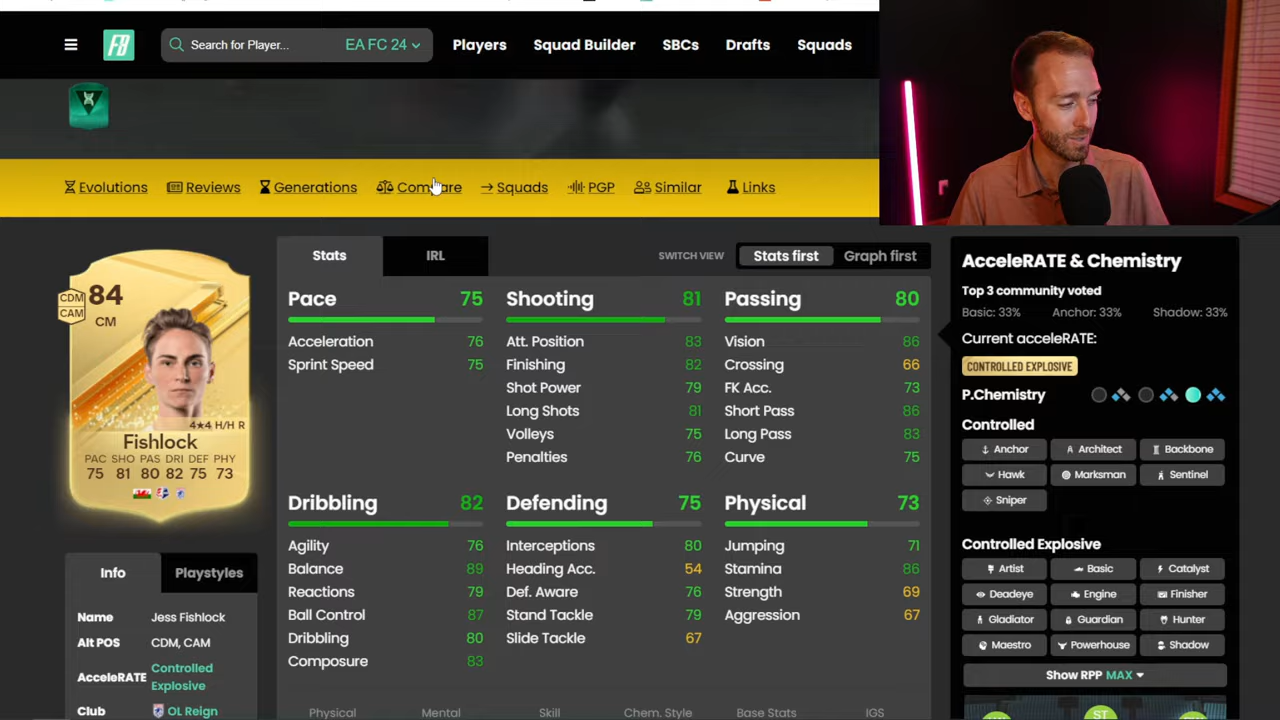 FB
Search for Player... EA FC 24
Players
Squad Builder
SBCs
Drafts
Squads
Evolutions
Reviews
Generations
Compare
Squads
PGP
Similar
Links
84
CM
CDM
CAM
4★4 H/H R
Fishlock
PAC SHO PAS DRI DEF PHY
75 81 80 82 75 73
Info
Playstyles
Name Jess Fishlock
Alt POS CDM, CAM
AcceleRATE Controlled
Explosive
Club OL Reign
Stats
IRL
SWITCH VIEW
Stats first
Graph first
Pace 75
Acceleration 76
Sprint Speed 75
Shooting 81
Att. Position 83
Finishing 82
Shot Power 79
Long Shots 81
Volleys 75
Penalties 76
Passing 80
Vision 86
Crossing 66
FK Acc. 73
Short Pass 86
Long Pass 83
Curve 75
Dribbling 82
Agility 76
Balance 89
Reactions 79
Ball Control 87
Dribbling 80
Composure 83
Defending 75
Interceptions 80
Heading Acc. 54
Def. Aware 76
Stand Tackle 79
Slide Tackle 67
Physical 73
Jumping 71
Stamina 86
Strength 69
Aggression 67
Physical Mental Skill Chem. Style Base Stats IGS
AcceleRATE & Chemistry
Top 3 community voted
Basic: 33% Anchor: 33% Shadow: 33%
Current acceleRATE:
CONTROLLED EXPLOSIVE
P.Chemistry
Controlled
Anchor Architect Backbone
Hawk Marksman Sentinel
Sniper
Controlled Explosive
Artist Basic Catalyst
Deadeye Engine Finisher
Gladiator Guardian Hunter
Maestro Powerhouse Shadow
Show RPP MAX
ST